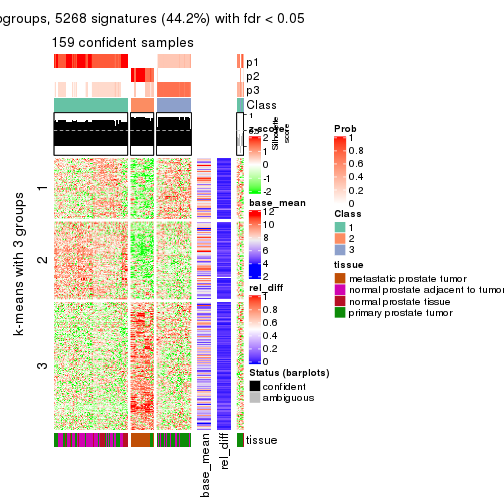 ogroups, 5268 signatures (44.2%) with fdr < 0.05
159 confident samples
p1
p2
p3
Class
1
Silhouette
score
z-score
2
1
0
-1
-2
base_mean
12
10
8
6
4
2
rel_diff
1
0.8
0.6
0.4
0.2
0
Status (barplots)
confident
ambiguous
Prob
1
0.8
0.6
0.4
0.2
0
Class
1
2
3
tissue
metastatic prostate tumor
normal prostate adjacent to tumor
normal prostate tissue
primary prostate tumor
k-means with 3 groups
1
2
3
base_mean
rel_diff
tissue